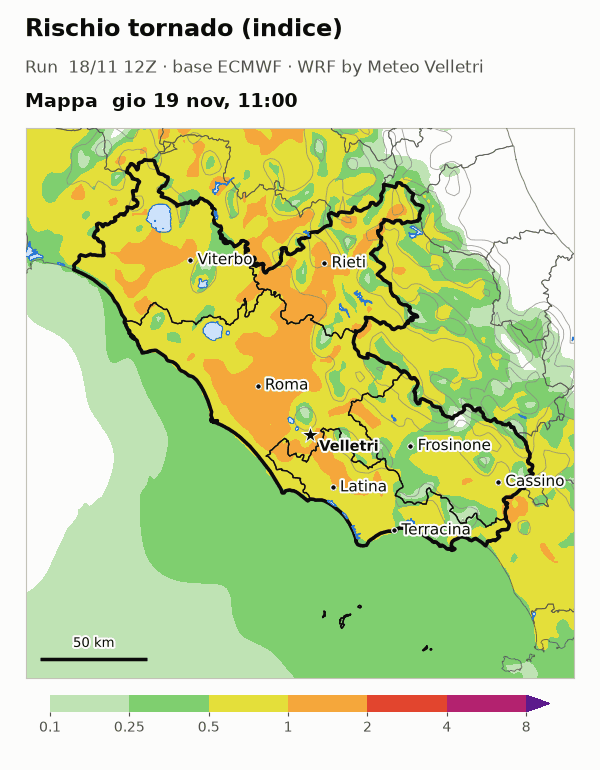 Rischio tornado (indice)
Run  18/11 12Z · base ECMWF · WRF by Meteo Velletri
Mappa  gio 19 nov, 11:00
Viterbo
Rieti
Roma
Velletri
Frosinone
Cassino
Latina
Terracina
50 km
0.1 0.25 0.5 1 2 4 8